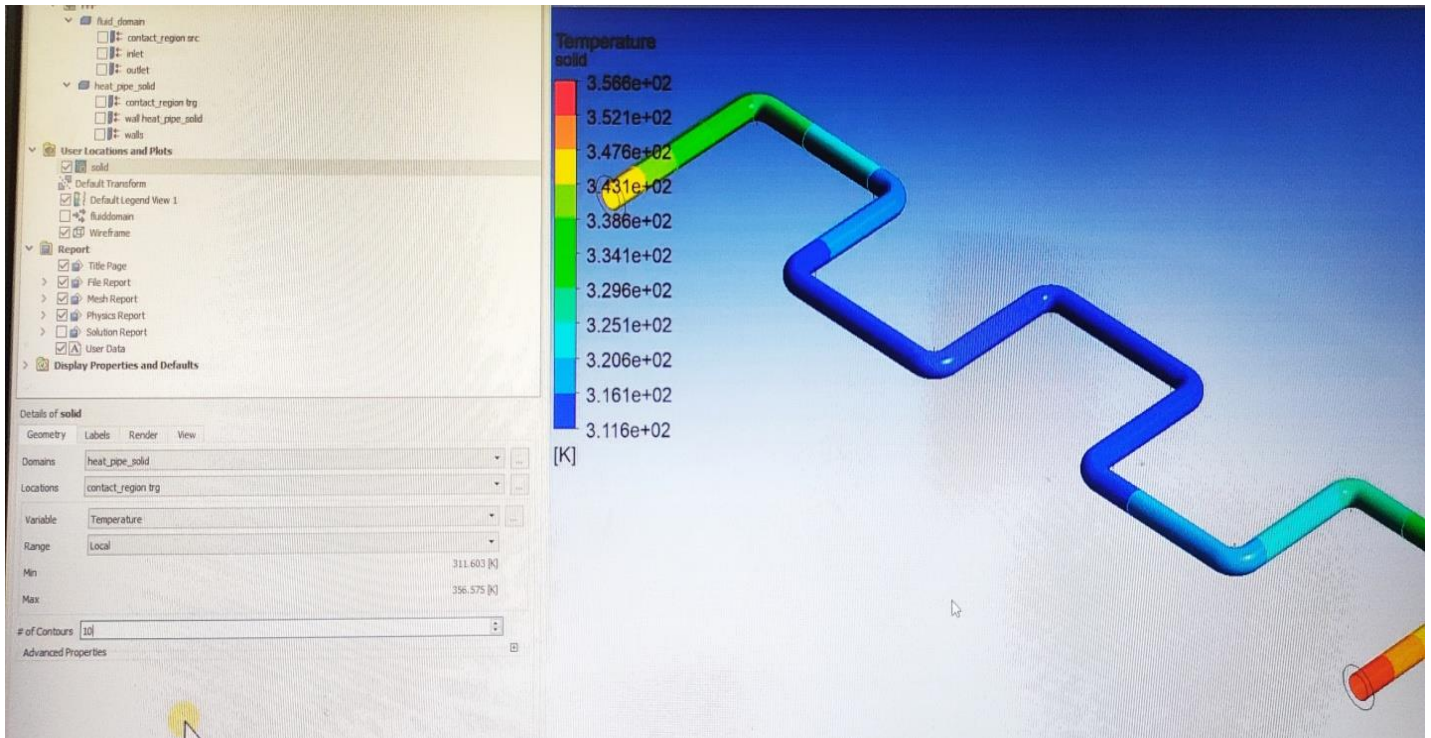 fluid_domain
contact_region src
inlet
outlet
heat_pipe_solid
contact_region trg
wall heat_pipe_solid
walls
User Locations and Plots
solid
Default Transform
Default Legend View 1
fluiddomain
Wireframe
Report
Title Page
File Report
Mesh Report
Physics Report
Solution Report
A User Data
Display Properties and Defaults
Details of solid
Geometry Labels Render View
Domains heat_pipe_solid
Locations contact_region trg
Variable Temperature
Range Local
Min 311.603 [K]
Max 356.575 [K]
# of Contours 10
Advanced Properties
Temperature
solid
3.566e+02
3.521e+02
3.476e+02
3.431e+02
3.386e+02
3.341e+02
3.296e+02
3.251e+02
3.206e+02
3.161e+02
3.116e+02
[K]